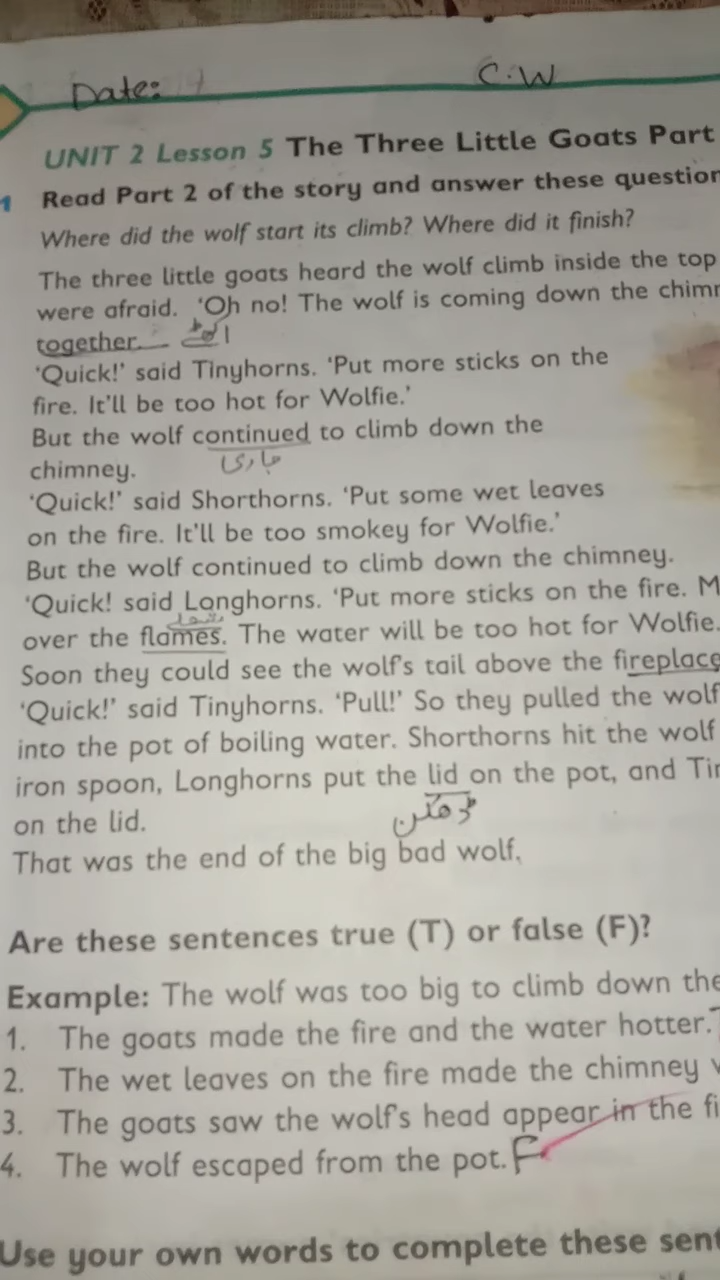 Date:
C.W
UNIT 2 Lesson 5 The Three Little Goats Part
1 Read Part 2 of the story and answer these question
Where did the wolf start its climb? Where did it finish?
The three little goats heard the wolf climb inside the top
were afraid. ‘Oh no! The wolf is coming down the chimn
together.
‘Quick!’ said Tinyhorns. ‘Put more sticks on the
fire. It’ll be too hot for Wolfie.’
But the wolf continued to climb down the
جاری
chimney.
‘Quick!’ said Shorthorns. ‘Put some wet leaves
on the fire. It’ll be too smokey for Wolfie.’
But the wolf continued to climb down the chimney.
‘Quick! said Longhorns. ‘Put more sticks on the fire. M
over the flames. The water will be too hot for Wolfie.
Soon they could see the wolf’s tail above the fireplace
‘Quick!’ said Tinyhorns. ‘Pull!’ So they pulled the wolf
into the pot of boiling water. Shorthorns hit the wolf
iron spoon, Longhorns put the lid on the pot, and Tin
on the lid.
That was the end of the big bad wolf.
Are these sentences true (T) or false (F)?
Example: The wolf was too big to climb down the
1. The goats made the fire and the water hotter.
2. The wet leaves on the fire made the chimney
3. The goats saw the wolf’s head appear in the fi
4. The wolf escaped from the pot. F
Use your own words to complete these sent